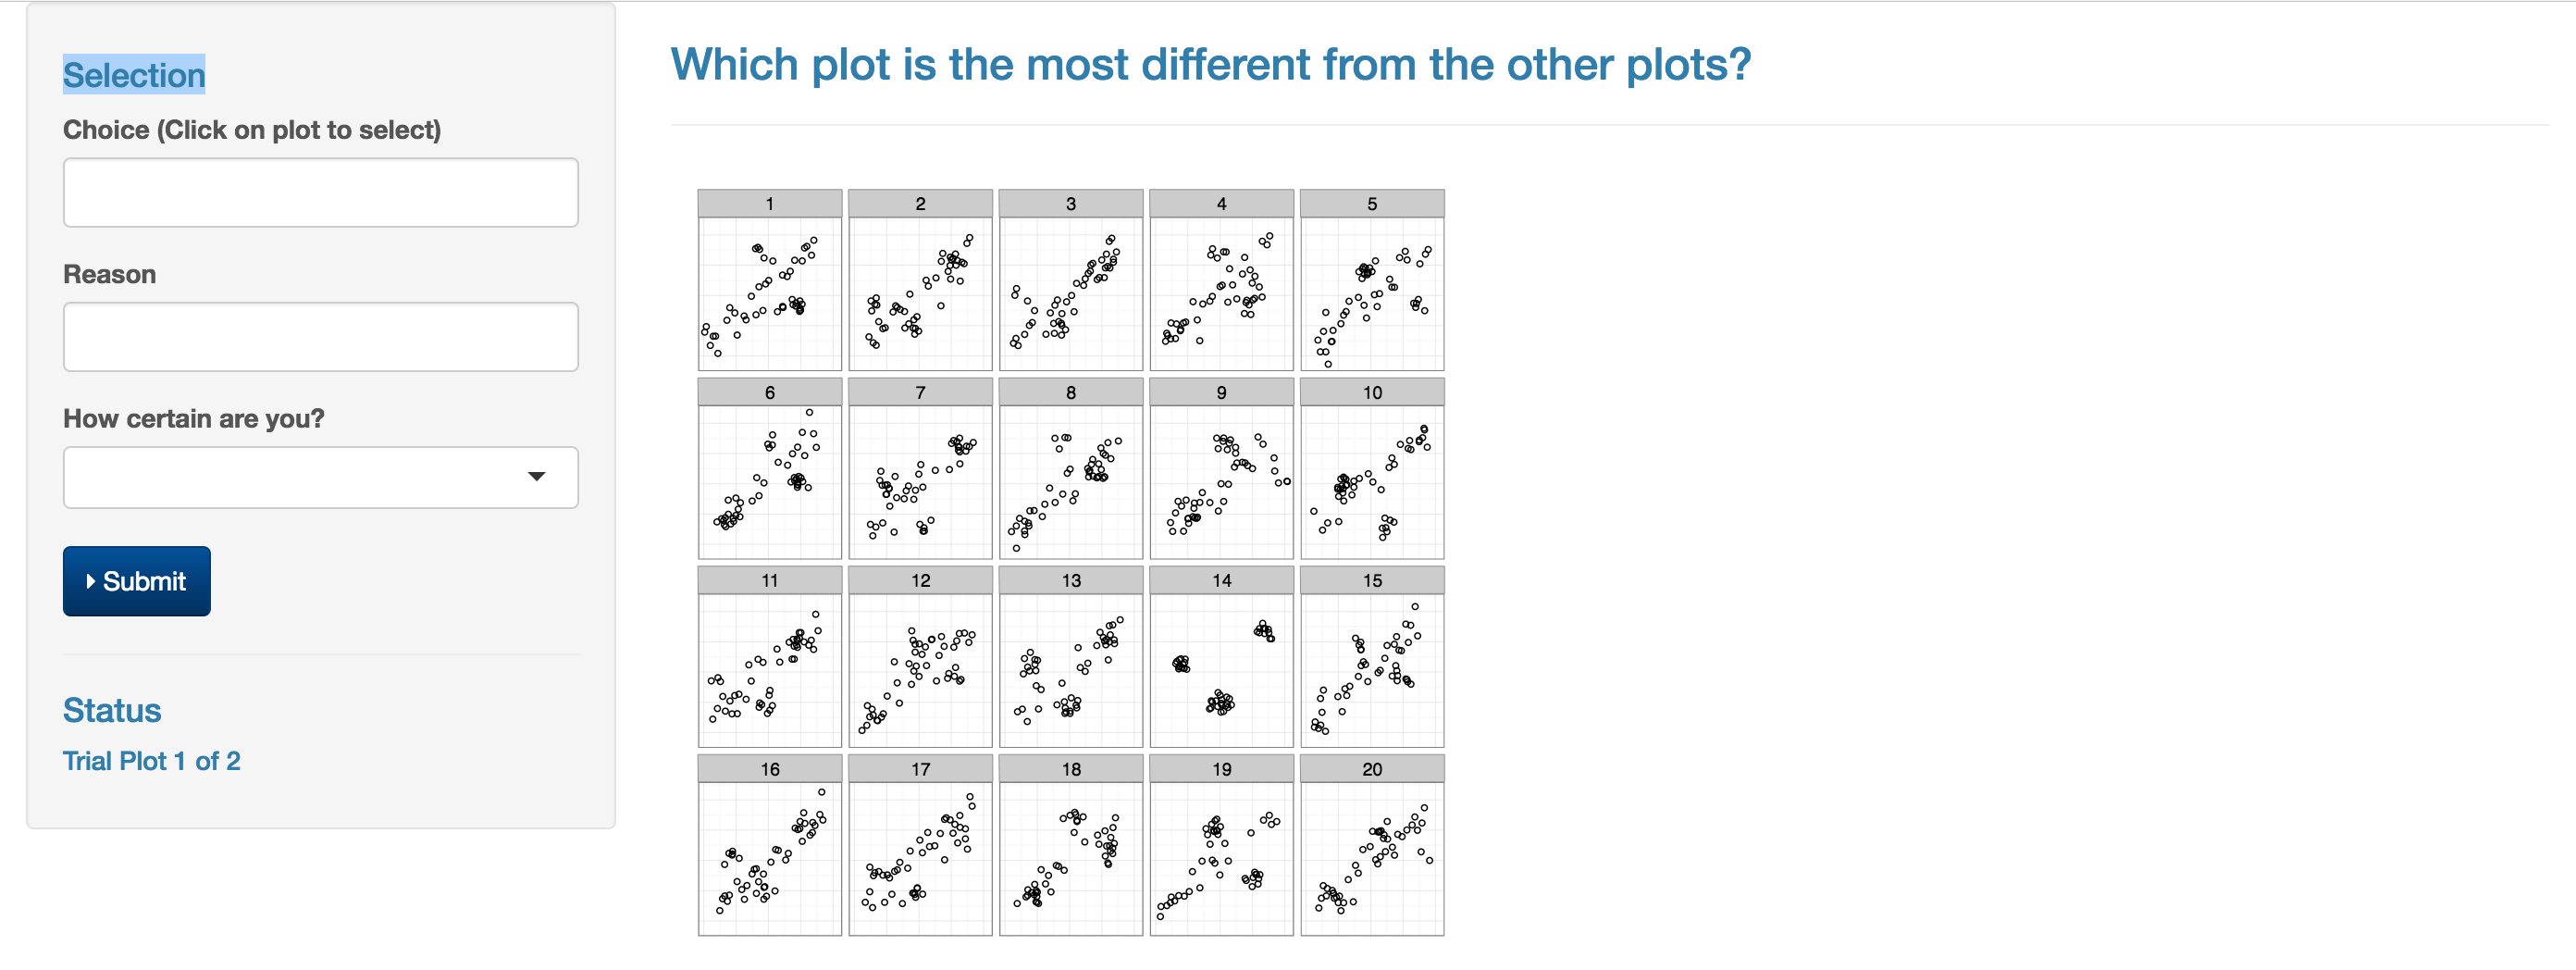 Selection
Choice (Click on plot to select)
Reason
How certain are you?
Submit
Status
Trial Plot 1 of 2
Which plot is the most different from the other plots?
1 2 3 4 5
6 7 8 9 10
11 12 13 14 15
16 17 18 19 20